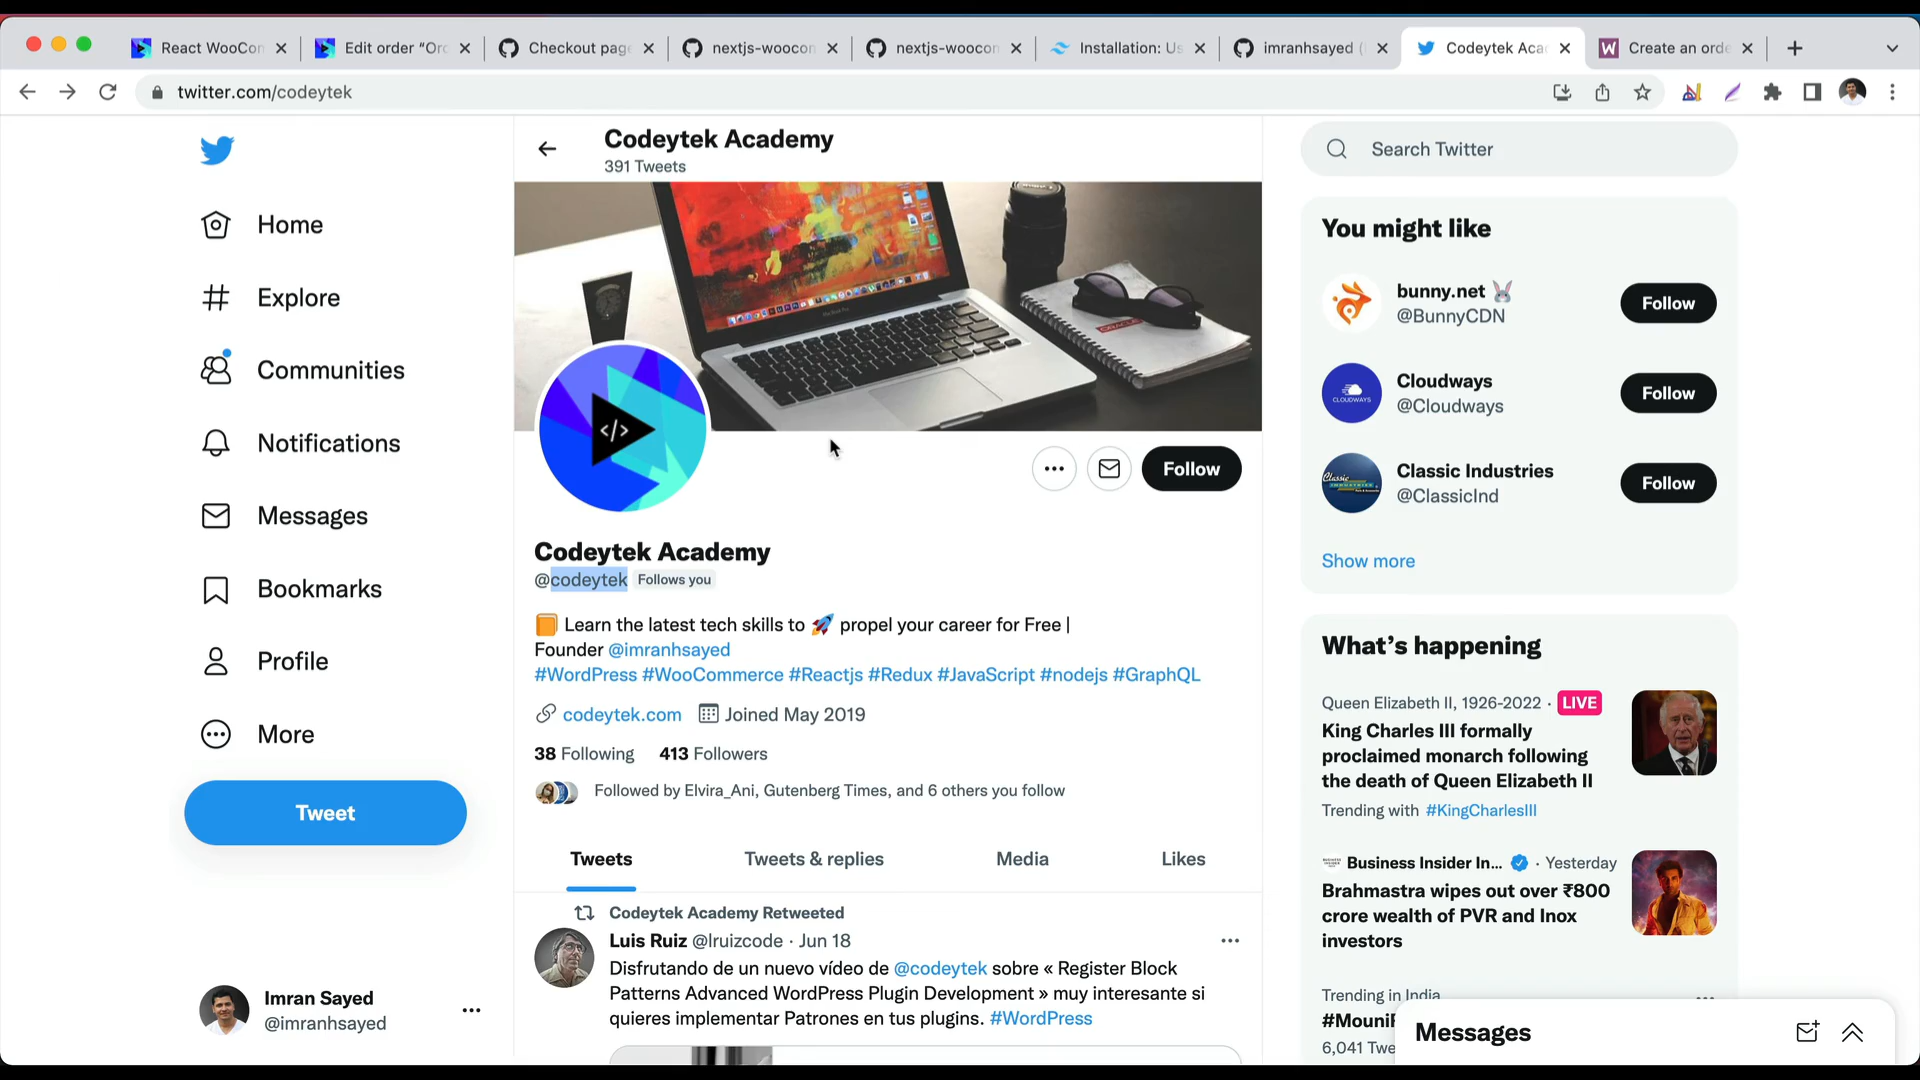 React WooCon
Edit order “Ord
Checkout page
nextjs-woocon
nextjs-woocon
Installation: Us
imranhsayed (
Codeytek Aca
Create an orde
twitter.com/codeytek
Codeytek Academy
391 Tweets
Search Twitter
Home
Explore
Communities
Notifications
Messages
Bookmarks
Profile
More
Tweet
Imran Sayed
@imranhsayed
</>
Follow
Codeytek Academy
@codeytek Follows you
Learn the latest tech skills to propel your career for Free |
Founder @imranhsayed
#WordPress #WooCommerce #Reactjs #Redux #JavaScript #nodejs #GraphQL
codeytek.com Joined May 2019
38 Following 413 Followers
Followed by Elvira_Ani, Gutenberg Times, and 6 others you follow
Tweets Tweets & replies Media Likes
Codeytek Academy Retweeted
Luis Ruiz @lruizcode · Jun 18
Disfrutando de un nuevo vídeo de @codeytek sobre « Register Block
Patterns Advanced WordPress Plugin Development » muy interesante si
quieres implementar Patrones en tus plugins. #WordPress
You might like
bunny.net
@BunnyCDN
Follow
CLOUDWAYS
Cloudways
@Cloudways
Follow
Classic Industries
@ClassicInd
Follow
Show more
What’s happening
Queen Elizabeth II, 1926-2022 · LIVE
King Charles III formally
proclaimed monarch following
the death of Queen Elizabeth II
Trending with #KingCharlesIII
Business Insider In... · Yesterday
Brahmastra wipes out over ₹800
crore wealth of PVR and Inox
investors
Trending in India
#MouniR
6,041 Twe
Messages